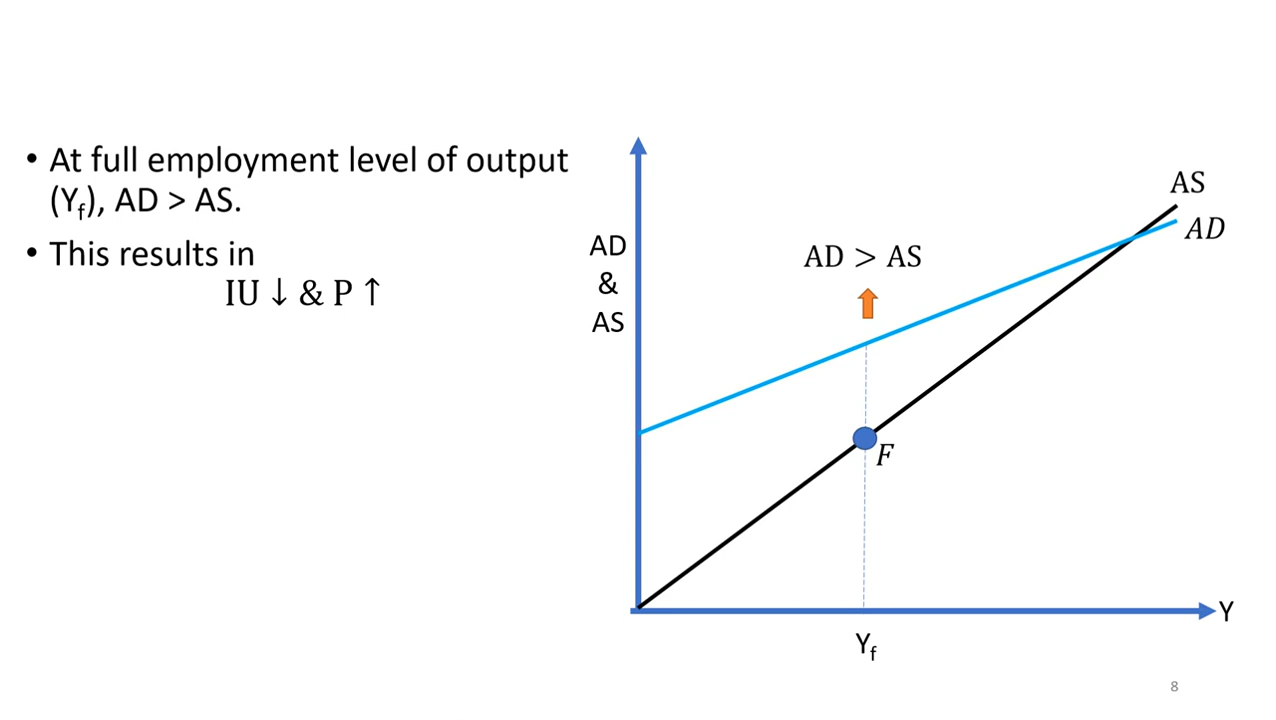 • At full employment level of output
(Yf), AD > AS.
• This results in
IU ↓ & P ↑
AD
&
AS
AD > AS
AS
AD
F
Y
Yf
8